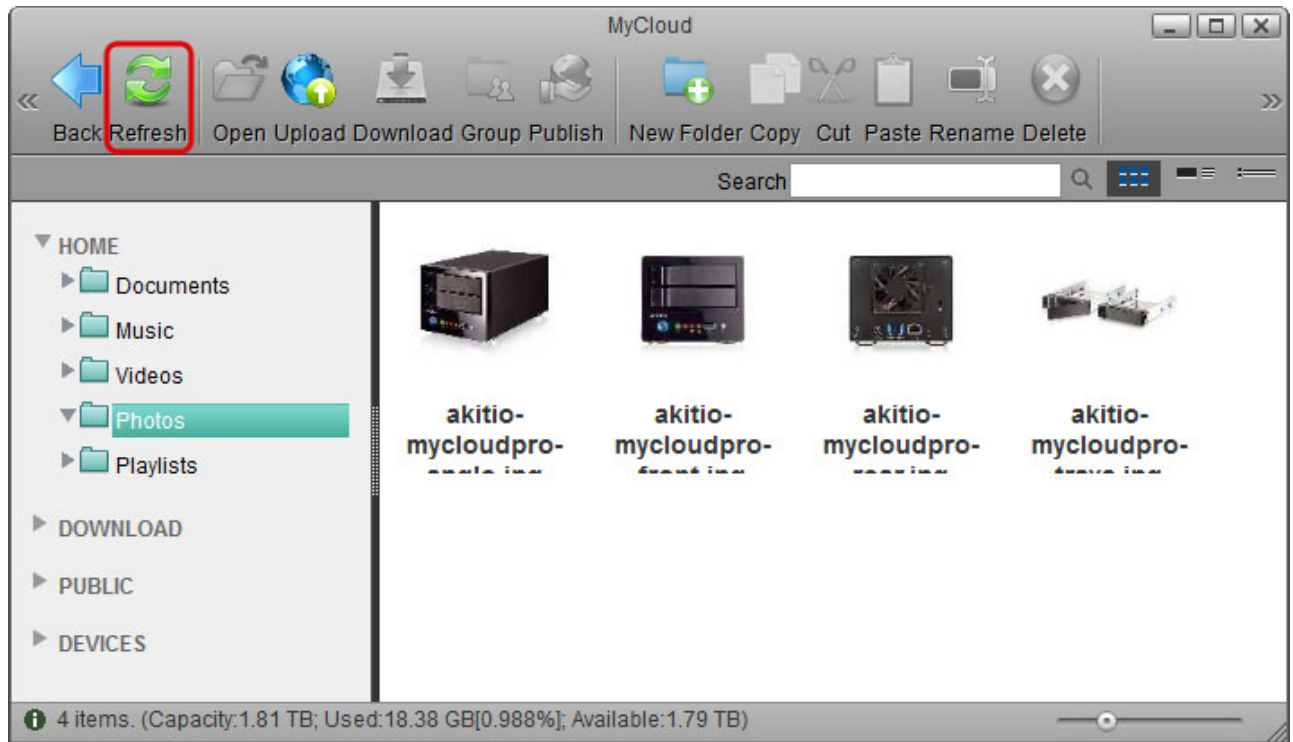 MyCloud
Back Refresh Open Upload Download Group Publish New Folder Copy Cut Paste Rename Delete
Search
HOME
Documents
Music
Videos
Photos
Playlists
DOWNLOAD
PUBLIC
DEVICES
akitio- akitio- akitio- akitio-
mycloudpro- mycloudpro- mycloudpro- mycloudpro-
4 items. (Capacity:1.81 TB; Used:18.38 GB[0.988%]; Available:1.79 TB)